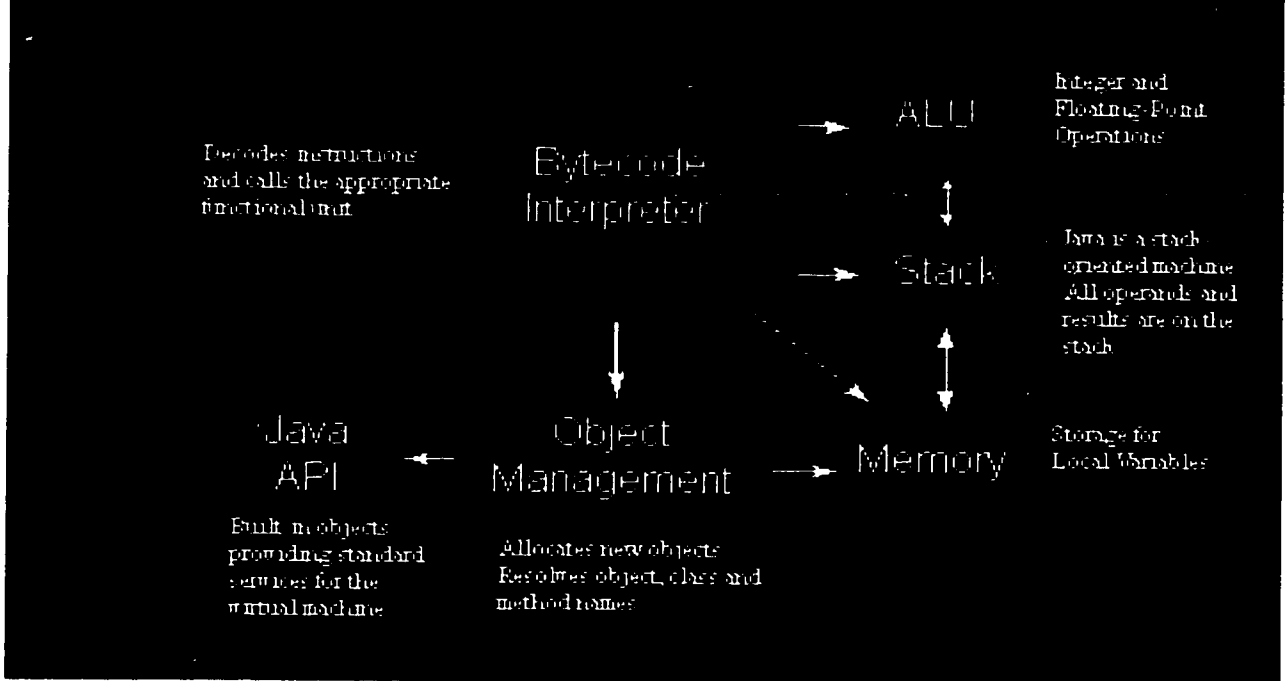 Decodes instructions
and calls the appropriate
functional unit
Bytecode
Interpreter
ALU
Integer and
Floating-Point
Operations
Stack
Java is a stack
oriented machine
All operands and
results are on the
stack
Java
API
Built in objects
providing standard
services for the
virtual machine
Object
Management
Allocates new objects
Resolves object, class and
method names
Memory
Storage for
Local Variables